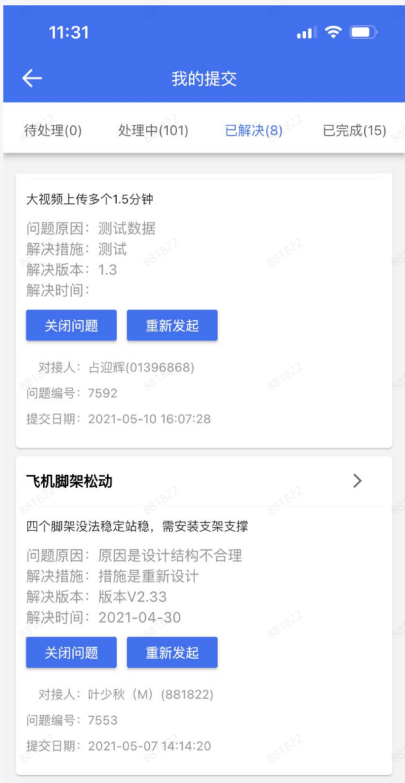 11:31
我的提交
待处理(0) 处理中(101) 已解决(8) 已完成(15)
大视频上传多个1.5分钟
问题原因：测试数据
解决措施：测试
解决版本：1.3
解决时间：
关闭问题 重新发起
对接人：占迎辉(01396868)
问题编号：7592
提交日期：2021-05-10 16:07:28
飞机脚架松动
四个脚架没法稳定站稳，需安装支架支撑
问题原因：原因是设计结构不合理
解决措施：措施是重新设计
解决版本：版本V2.33
解决时间：2021-04-30
关闭问题 重新发起
对接人：叶少秋（M）(881822)
问题编号：7553
提交日期：2021-05-07 14:14:20
881822